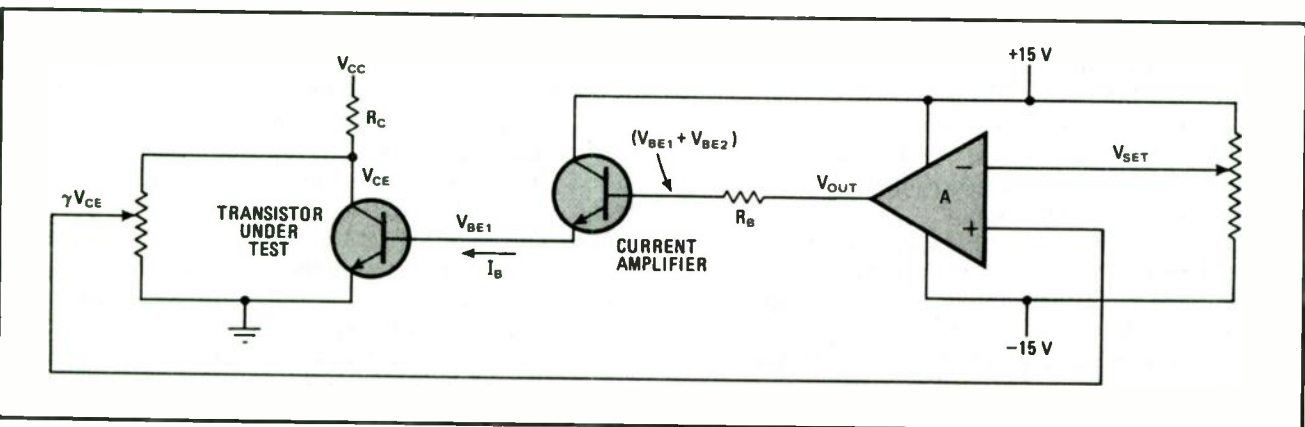 V_CC
R_C
V_CE
γV_CE
TRANSISTOR
UNDER
TEST
V_BE1
I_B
(V_BE1 + V_BE2)
CURRENT
AMPLIFIER
R_B
V_OUT
A
−
+
V_SET
+15 V
−15 V